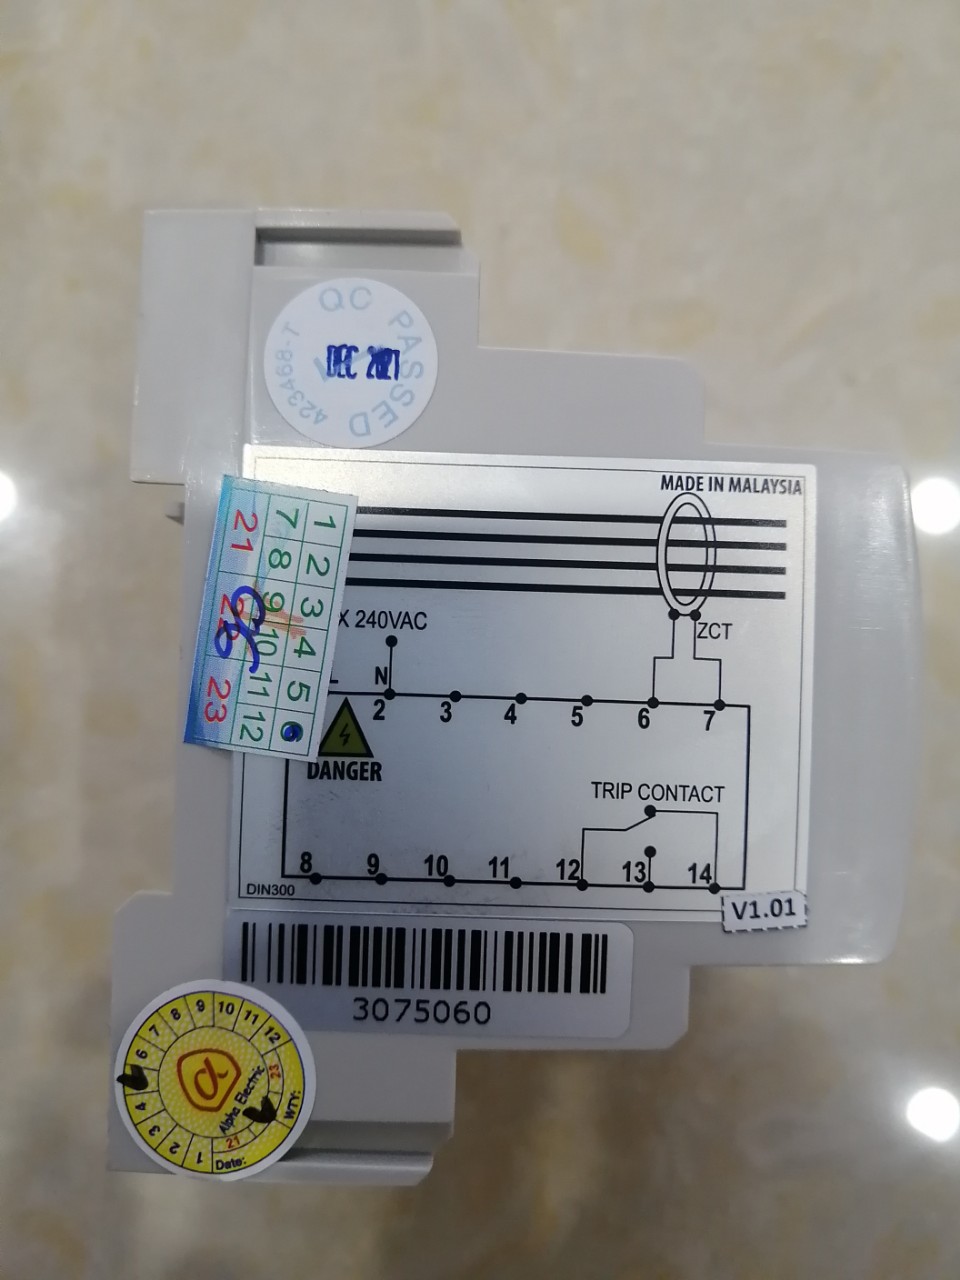 QC PASSED
423468-T
DEC 2021
MADE IN MALAYSIA
1 2 3 4 5
7 8 9 10 11 12
21 22 23
X 240VAC
ZCT
N
2 3 4 5 6 7
DANGER
TRIP CONTACT
8 9 10 11 12 13 14
DIN300
V1.01
3075060
1 2 3 4 6 7 8 9 10 11 12
Alpha Electric
21 23
Date:
WTY: